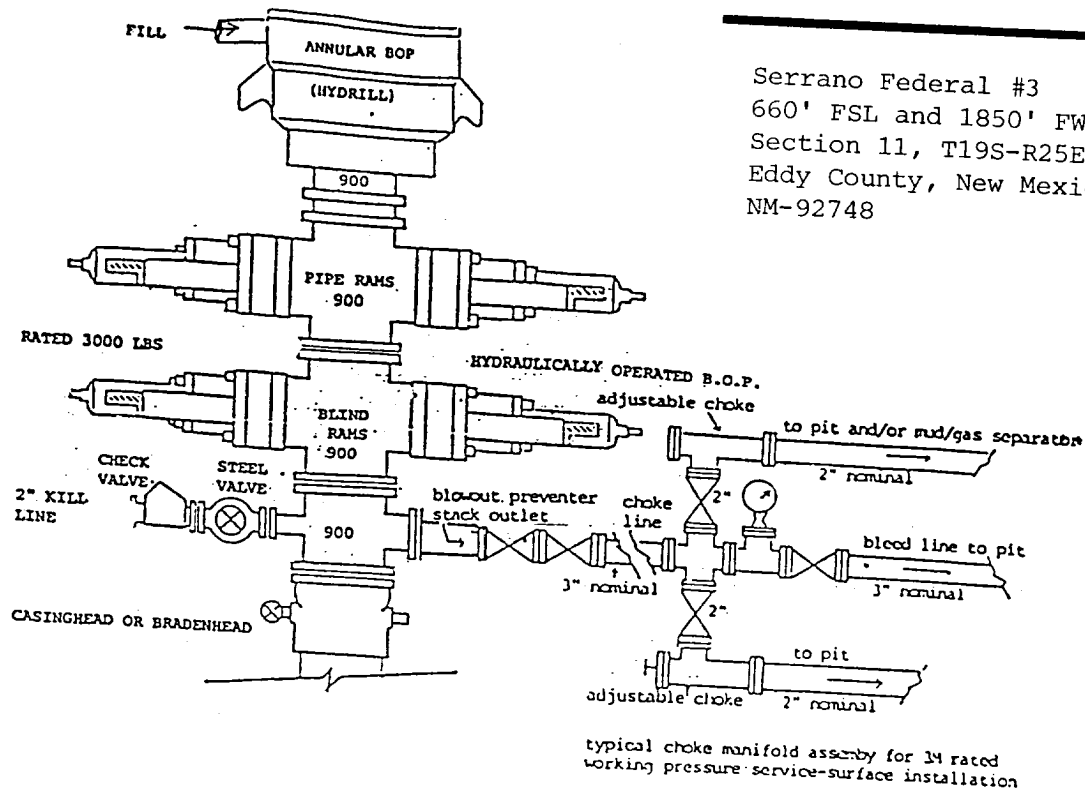 FILL
ANNULAR BOP
(HYDRILL)
Serrano Federal #3
660' FSL and 1850' FW
Section 11, T19S-R25E
Eddy County, New Mexi
NM-92748
900
PIPE RAMS
900
RATED 3000 LBS
HYDRAULICALLY OPERATED B.O.P.
adjustable choke
to pit and/or mud/gas separator
2" nominal
BLIND
RAMS
900
CHECK
VALVE
STEEL
VALVE
2" KILL
LINE
blowout preventer
stack outlet
choke
line
2"
900
bleed line to pit
3" nominal
3" nominal
2"
CASINGHEAD OR BRADENHEAD
to pit
adjustable choke
2" nominal
typical choke manifold assemby for 3M rated
working pressure service-surface installation